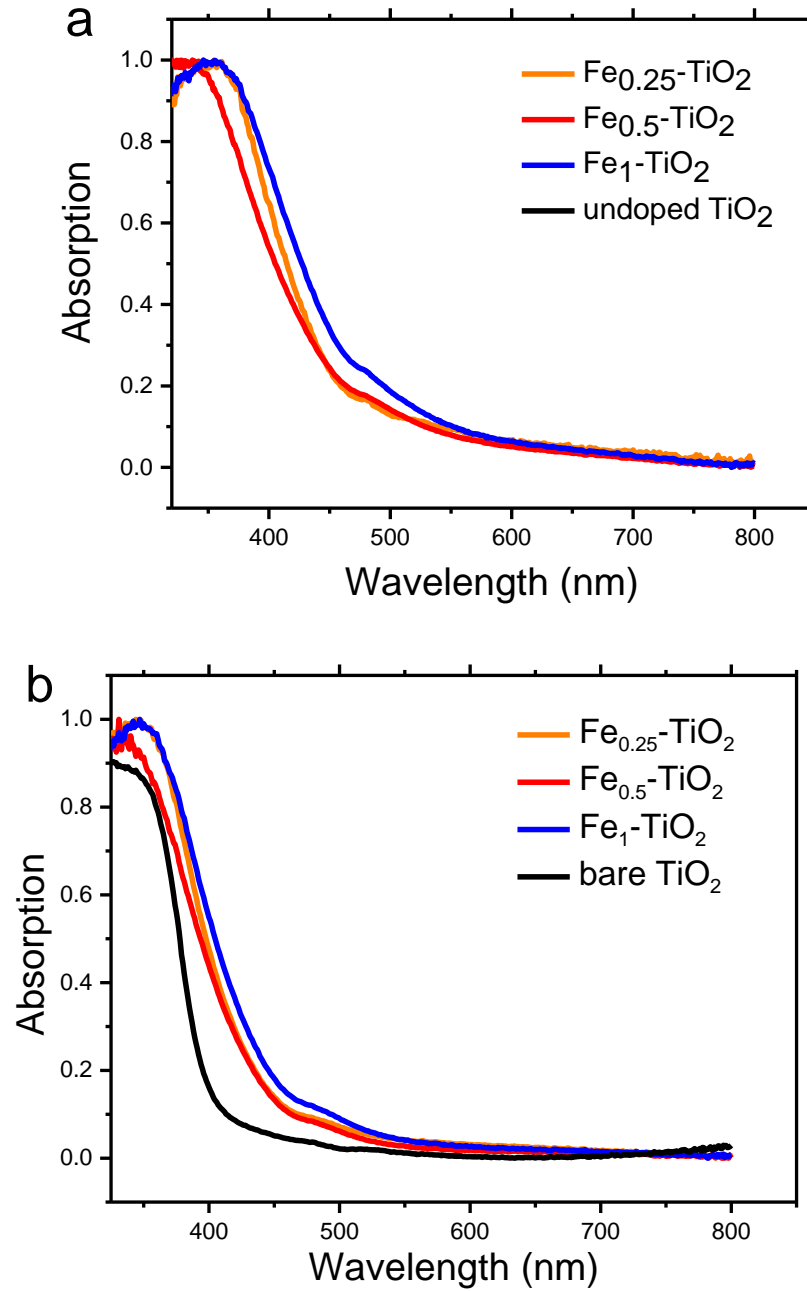 a
Fe0.25-TiO2
Fe0.5-TiO2
Fe1-TiO2
undoped TiO2
1.0
0.8
0.6
0.4
0.2
0.0
Absorption
400 500 600 700 800
Wavelength (nm)
b
Fe0.25-TiO2
Fe0.5-TiO2
Fe1-TiO2
bare TiO2
1.0
0.8
0.6
0.4
0.2
0.0
Absorption
400 500 600 700 800
Wavelength (nm)